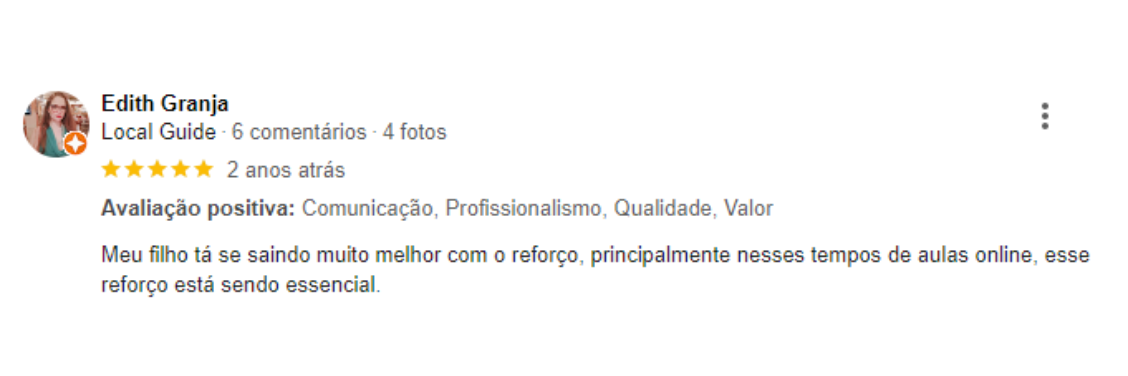 Edith Granja
Local Guide · 6 comentários · 4 fotos
2 anos atrás
Avaliação positiva: Comunicação, Profissionalismo, Qualidade, Valor
Meu filho tá se saindo muito melhor com o reforço, principalmente nesses tempos de aulas online, esse
reforço está sendo essencial.